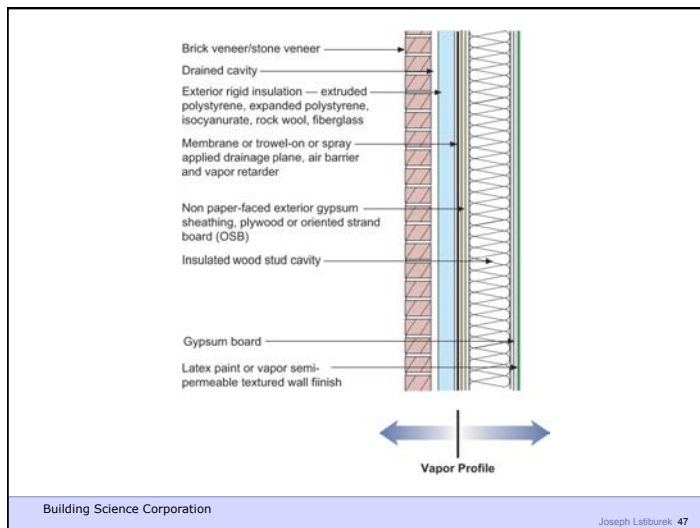 Brick veneer/stone veneer
Drained cavity
Exterior rigid insulation — extruded
polystyrene, expanded polystyrene,
isocyanurate, rock wool, fiberglass
Membrane or trowel-on or spray
applied drainage plane, air barrier
and vapor retarder
Non paper-faced exterior gypsum
sheathing, plywood or oriented strand
board (OSB)
Insulated wood stud cavity
Gypsum board
Latex paint or vapor semi-
permeable textured wall fiinish
Vapor Profile
Building Science Corporation
Joseph Lstiburek 47